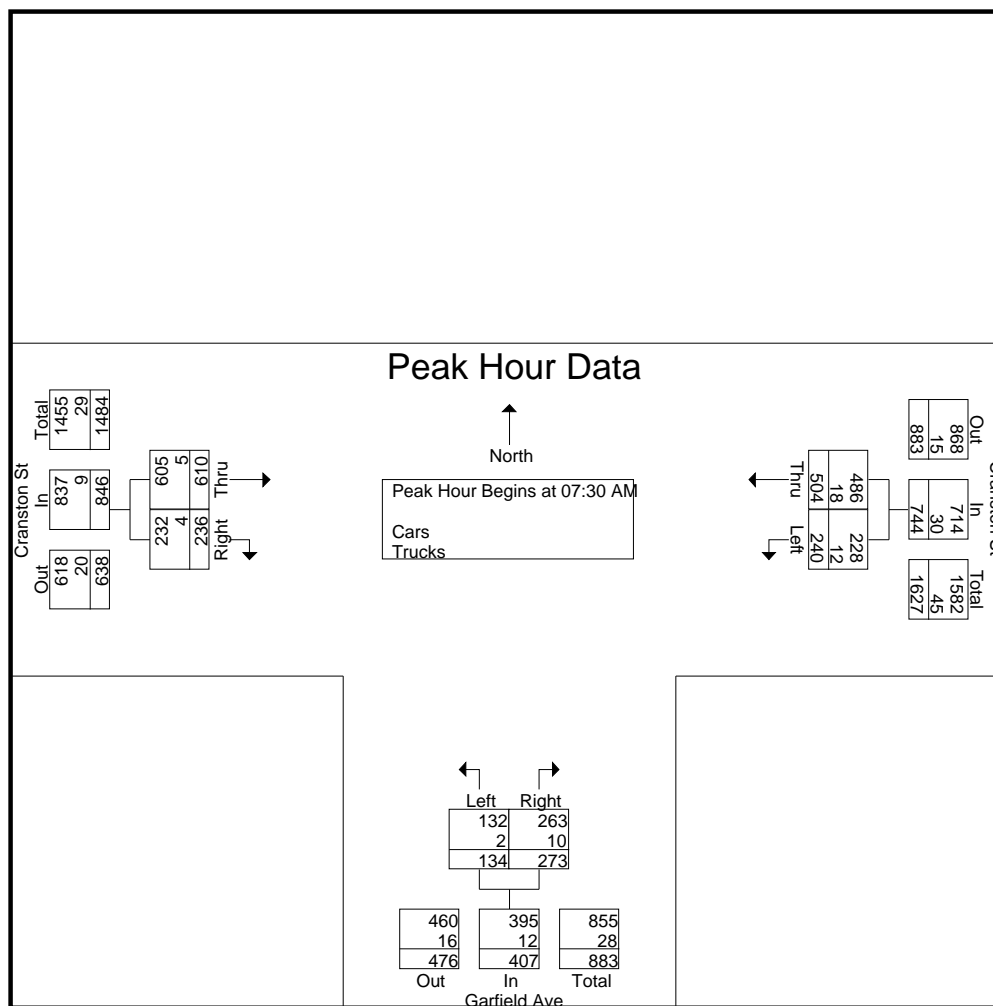 Peak Hour Data
North
Peak Hour Begins at 07:30 AM
Cars
Trucks
Cranston St
Total
1455
29
1484
In
837
9
846
Out
618
20
638
605
5
610
Thru
232
4
236
Right
Out
868
15
883
In
714
30
744
Total
1582
45
1627
Thru
486
18
504
Left
228
12
240
Left Right
132 263
2 10
134 273
460 395 855
16 12 28
476 407 883
Out In Total
Garfield Ave